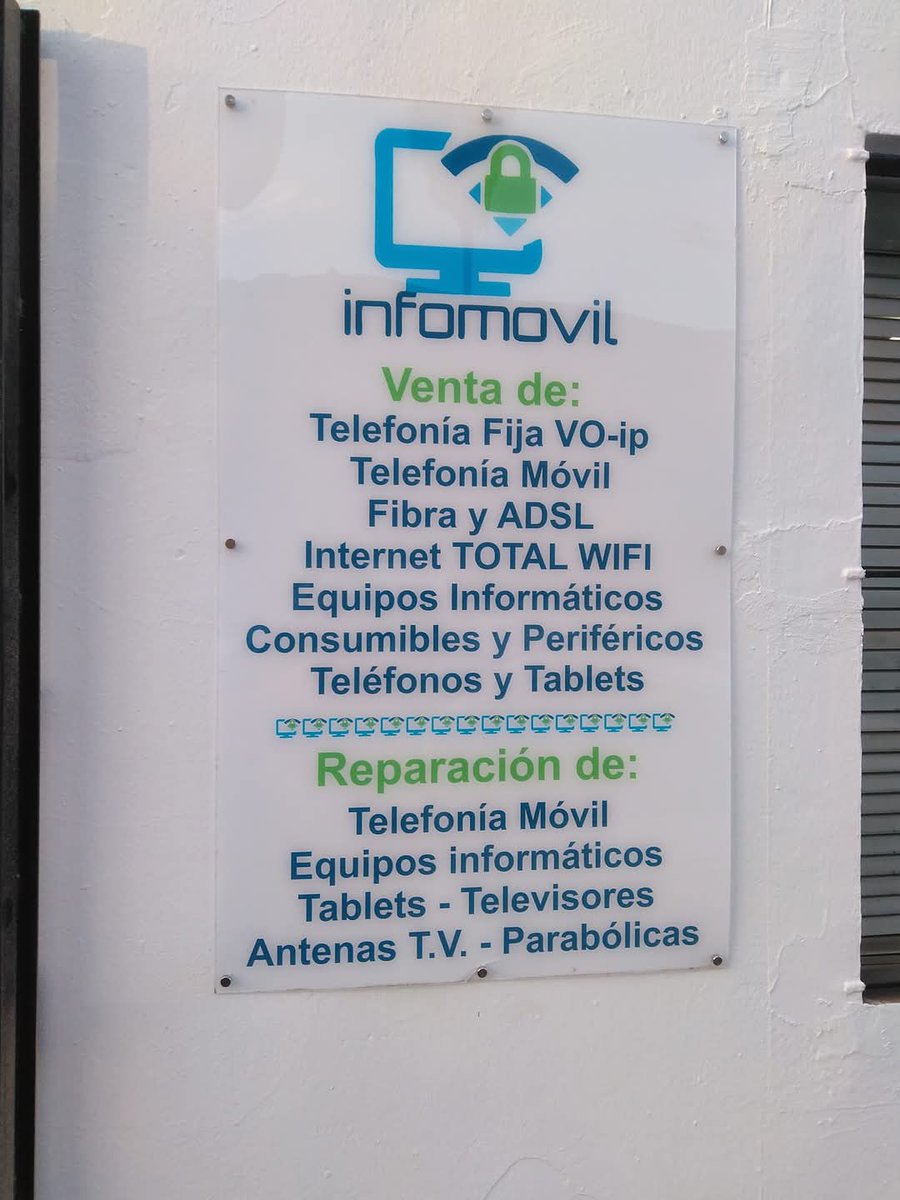 infomovil
Venta de:
Telefonía Fija VO-ip
Telefonía Móvil
Fibra y ADSL
Internet TOTAL WIFI
Equipos Informáticos
Consumibles y Periféricos
Teléfonos y Tablets
Reparación de:
Telefonía Móvil
Equipos informáticos
Tablets - Televisores
Antenas T.V. - Parabólicas